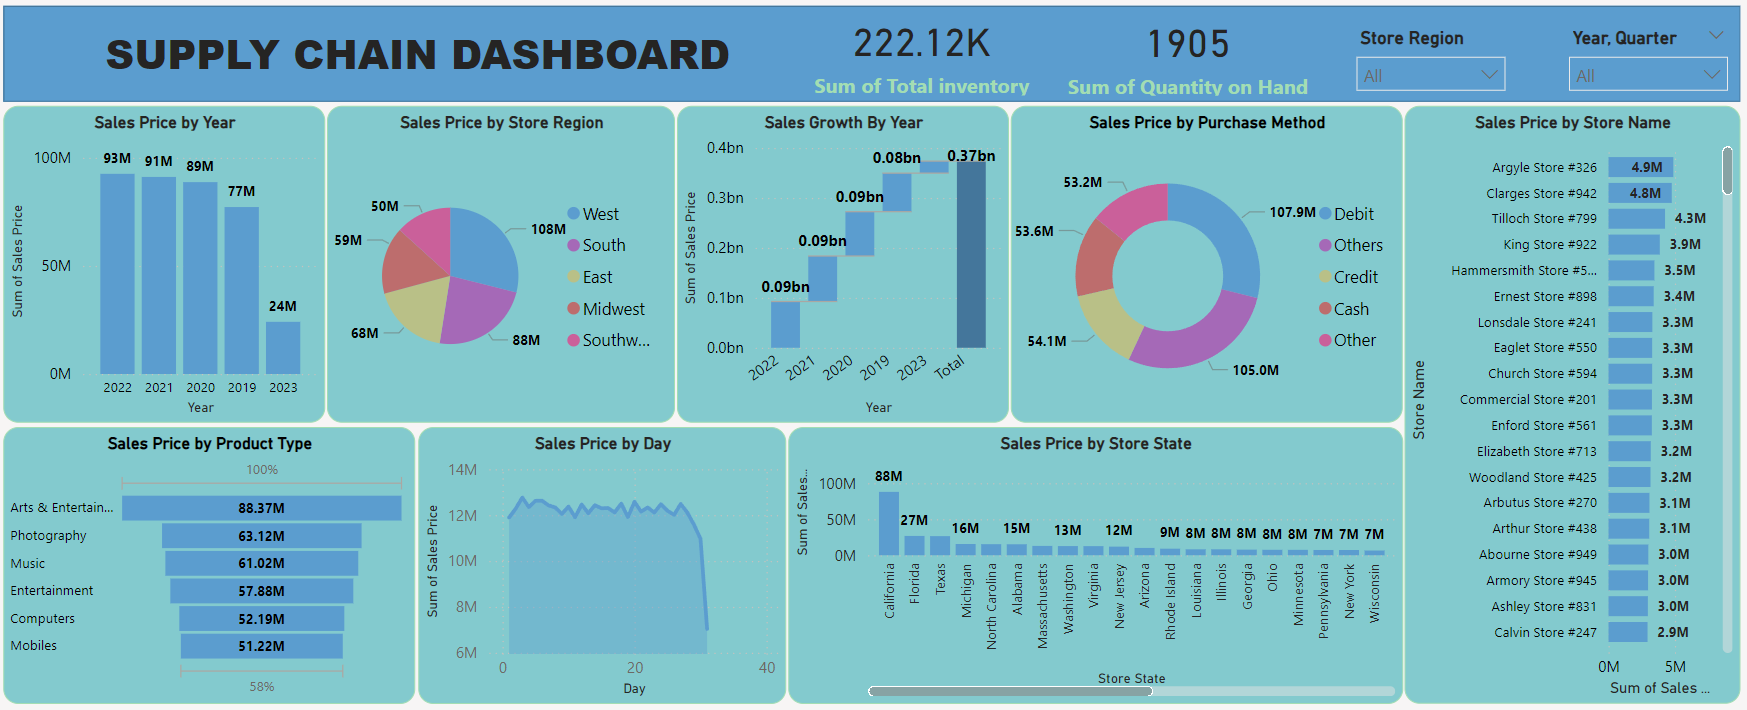 SUPPLY CHAIN DASHBOARD
222.12K
Sum of Total inventory
1905
Sum of Quantity on Hand
Store Region
All
Year, Quarter
All
Sales Price by Year
Sum of Sales Price
100M
50M
0M
93M
91M
89M
77M
24M
2022
2021
2020
2019
2023
Year
Sales Price by Store Region
50M
59M
68M
88M
108M
West
South
East
Midwest
Southw...
Sales Growth By Year
Sum of Sales Price
0.4bn
0.3bn
0.2bn
0.1bn
0.0bn
0.09bn
0.09bn
0.09bn
0.08bn
0.37bn
2022
2021
2020
2019
2023
Total
Year
Sales Price by Purchase Method
53.2M
53.6M
54.1M
105.0M
107.9M
Debit
Others
Credit
Cash
Other
Sales Price by Store Name
Store Name
Argyle Store #326 4.9M
Clarges Store #942 4.8M
Tilloch Store #799 4.3M
King Store #922 3.9M
Hammersmith Store #5... 3.5M
Ernest Store #898 3.4M
Lonsdale Store #241 3.3M
Eaglet Store #550 3.3M
Church Store #594 3.3M
Commercial Store #201 3.3M
Enford Store #561 3.3M
Elizabeth Store #713 3.2M
Woodland Store #425 3.2M
Arbutus Store #270 3.1M
Arthur Store #438 3.1M
Abourne Store #949 3.0M
Armory Store #945 3.0M
Ashley Store #831 3.0M
Calvin Store #247 2.9M
0M 5M
Sum of Sales ...
Sales Price by Product Type
100%
Arts & Entertain... 88.37M
Photography 63.12M
Music 61.02M
Entertainment 57.88M
Computers 52.19M
Mobiles 51.22M
58%
Sales Price by Day
Sum of Sales Price
14M
12M
10M
8M
6M
0 20 40
Day
Sales Price by Store State
Sum of Sales...
100M
50M
0M
88M
27M
16M
15M
13M
12M
9M
8M
8M
8M
8M
8M
7M
7M
7M
California
Florida
Texas
Michigan
North Carolina
Alabama
Massachusetts
Washington
Virginia
New Jersey
Arizona
Rhode Island
Louisiana
Illinois
Georgia
Ohio
Minnesota
Pennsylvania
New York
Wisconsin
Store State